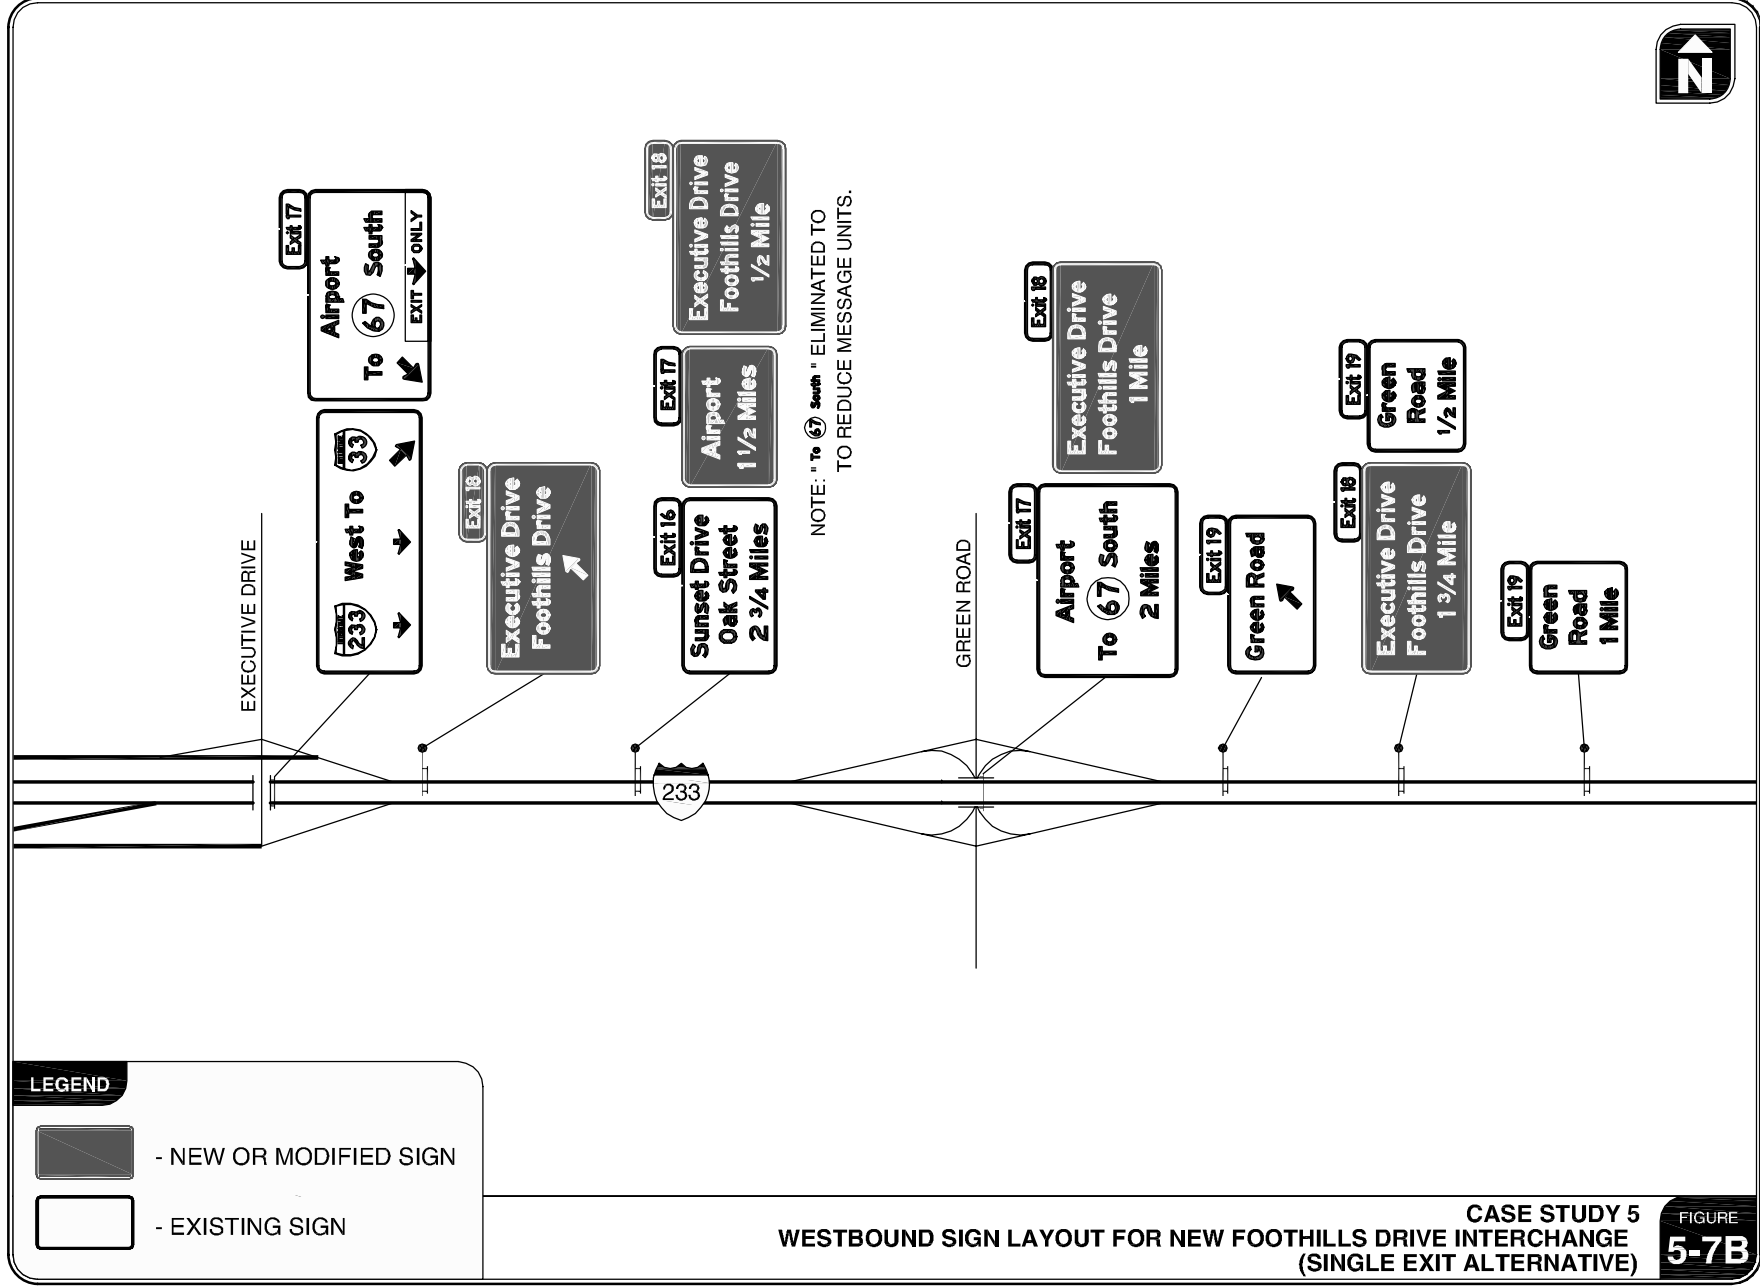 N
Exit 17
Airport
To 67 South
EXIT ONLY
233 West To 33
EXECUTIVE DRIVE
Exit 18
Executive Drive
Foothills Drive
Exit 18
Executive Drive
Foothills Drive
1/2 Mile
Exit 17
Airport
1 1/2 Miles
Exit 16
Sunset Drive
Oak Street
2 3/4 Miles
NOTE: " To 67 South " ELIMINATED TO
TO REDUCE MESSAGE UNITS.
233
GREEN ROAD
Exit 18
Executive Drive
Foothills Drive
1 Mile
Exit 17
Airport
To 67 South
2 Miles
Exit 19
Green Road
Exit 19
Green
Road
1/2 Mile
Exit 18
Executive Drive
Foothills Drive
1 3/4 Mile
Exit 19
Green
Road
1 Mile
LEGEND
- NEW OR MODIFIED SIGN
- EXISTING SIGN
CASE STUDY 5
WESTBOUND SIGN LAYOUT FOR NEW FOOTHILLS DRIVE INTERCHANGE
(SINGLE EXIT ALTERNATIVE)
FIGURE
5-7B